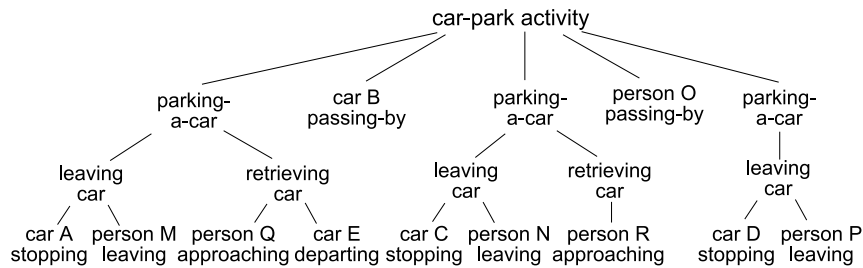 car-park activity
parking-
a-car
car B
passing-by
parking-
a-car
person O
passing-by
parking-
a-car
leaving
car
retrieving
car
leaving
car
retrieving
car
leaving
car
car A
stopping
person M
leaving
person Q
approaching
car E
departing
car C
stopping
person N
leaving
person R
approaching
car D
stopping
person P
leaving